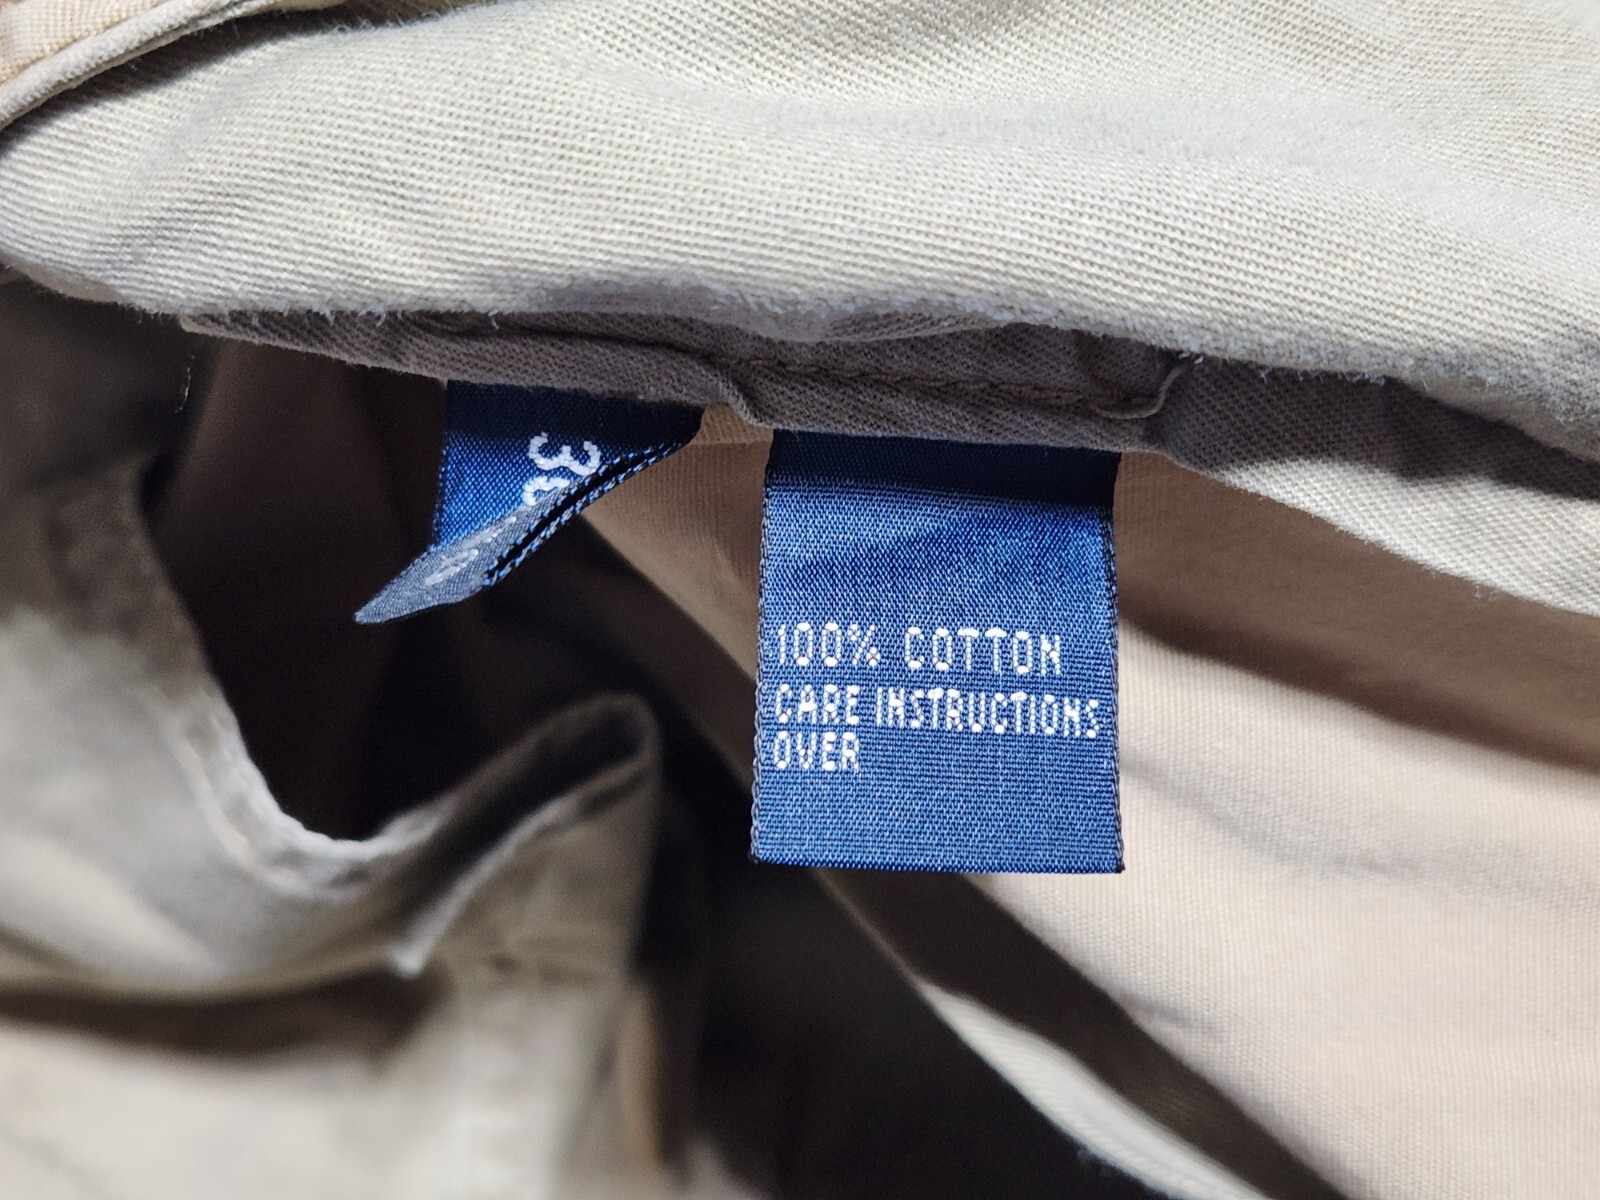 100% COTTON
CARE INSTRUCTIONS
OVER